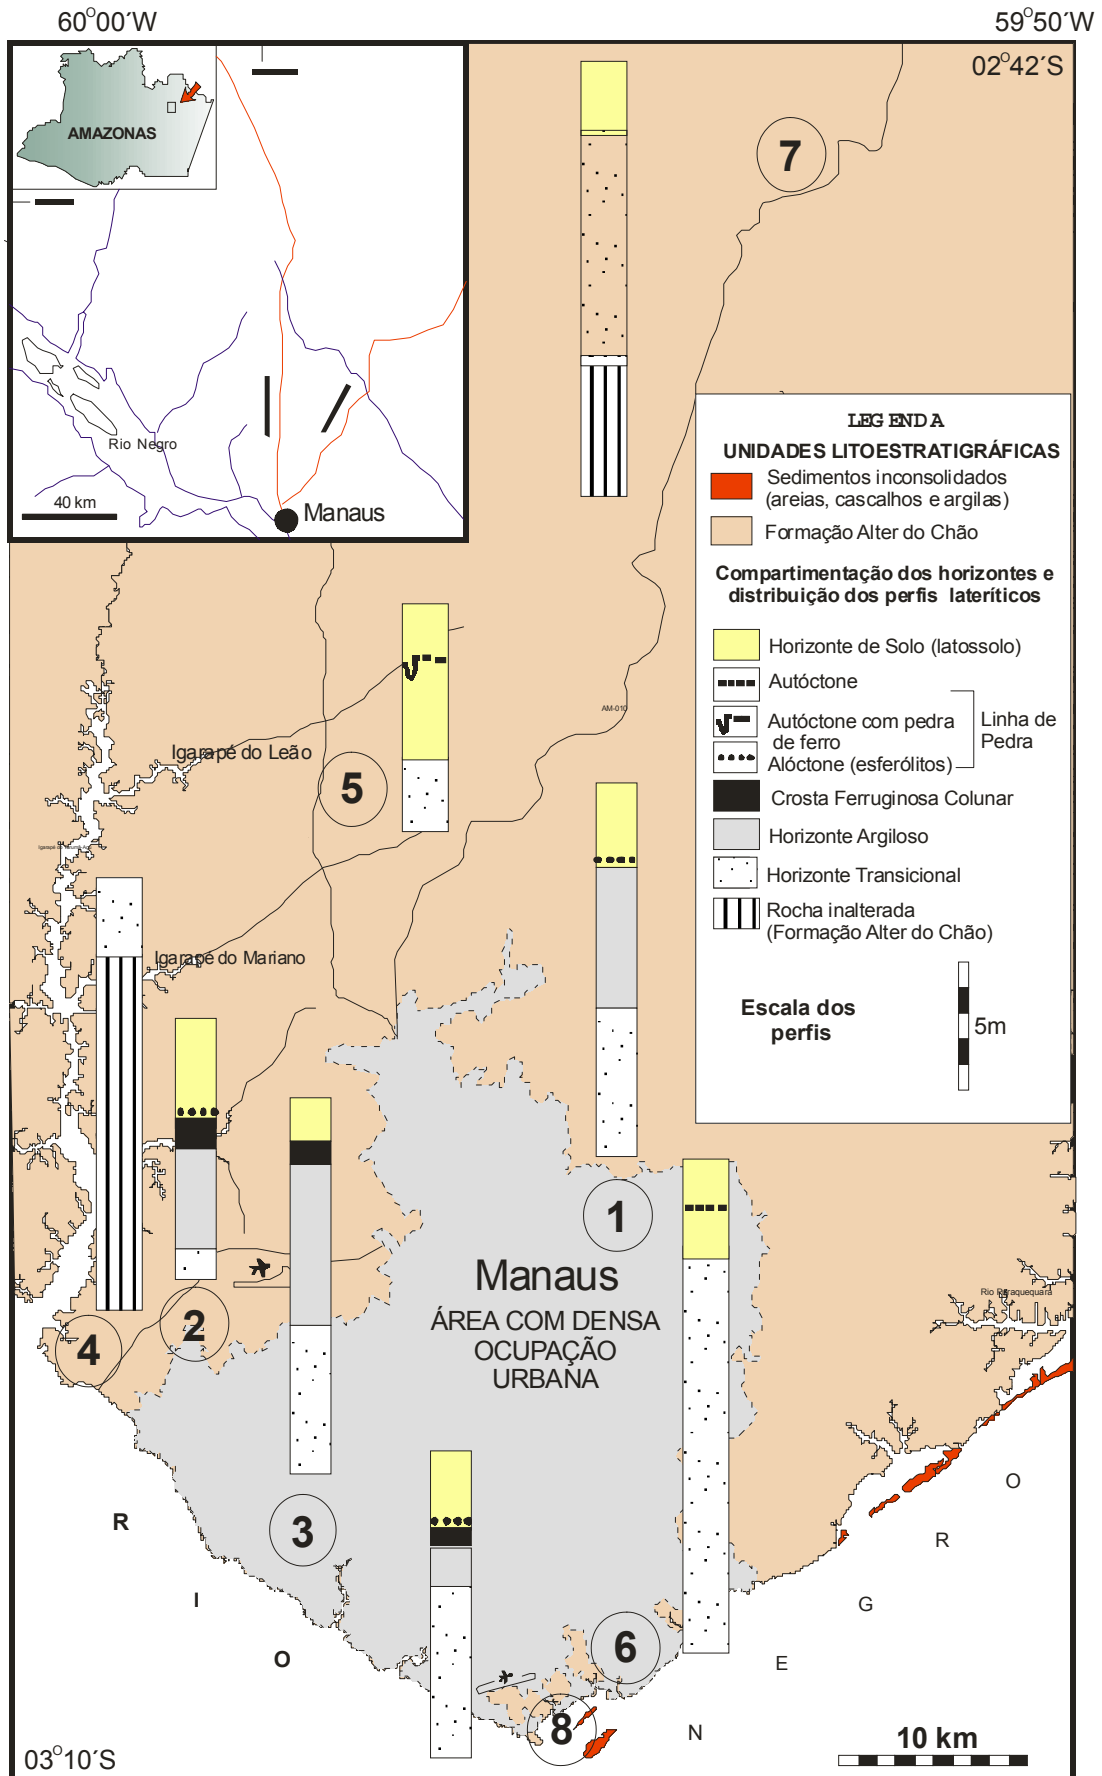 60°00´W
59°50´W
02°42´S
AMAZONAS
Rio Negro
40 km
Manaus
7
LEGENDA
UNIDADES LITOESTRATIGRÁFICAS
Sedimentos inconsolidados
(areias, cascalhos e argilas)
Formação Alter do Chão
Compartimentação dos horizontes e
distribuição dos perfis lateríticos
Horizonte de Solo (latossolo)
Autóctone
Autóctone com pedra
de ferro
Alóctone (esferólitos)
Linha de
Pedra
Crosta Ferruginosa Colunar
Horizonte Argiloso
Horizonte Transicional
Rocha inalterada
(Formação Alter do Chão)
Escala dos
perfis
5m
AM-010
Igarapé do Leão
5
Igarapé do Mariano
1
Manaus
ÁREA COM DENSA
OCUPAÇÃO
URBANA
2
4
3
6
8
RIO
NEGRO
10 km
03°10´S